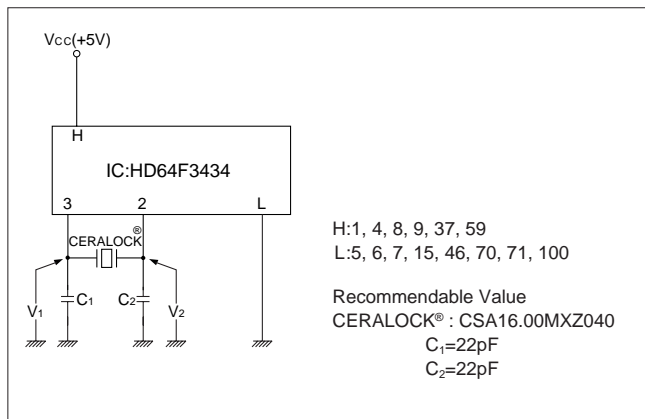 Vcc(+5V)
H
IC:HD64F3434
3 2 L
CERALOCK®
V1 C1 C2 V2
H:1, 4, 8, 9, 37, 59
L:5, 6, 7, 15, 46, 70, 71, 100
Recommendable Value
CERALOCK® : CSA16.00MXZ040
C1=22pF
C2=22pF